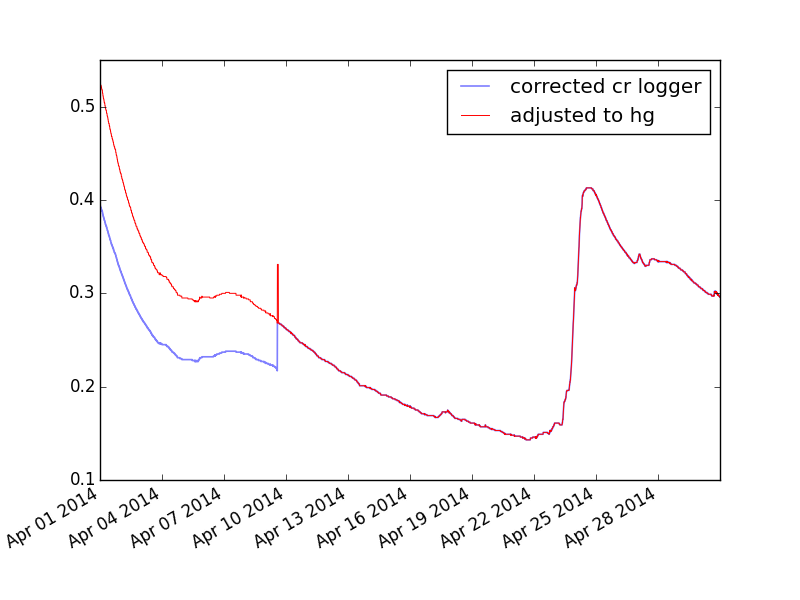 corrected cr logger
adjusted to hg
0.5
0.4
0.3
0.2
0.1
Apr 01 2014
Apr 04 2014
Apr 07 2014
Apr 10 2014
Apr 13 2014
Apr 16 2014
Apr 19 2014
Apr 22 2014
Apr 25 2014
Apr 28 2014